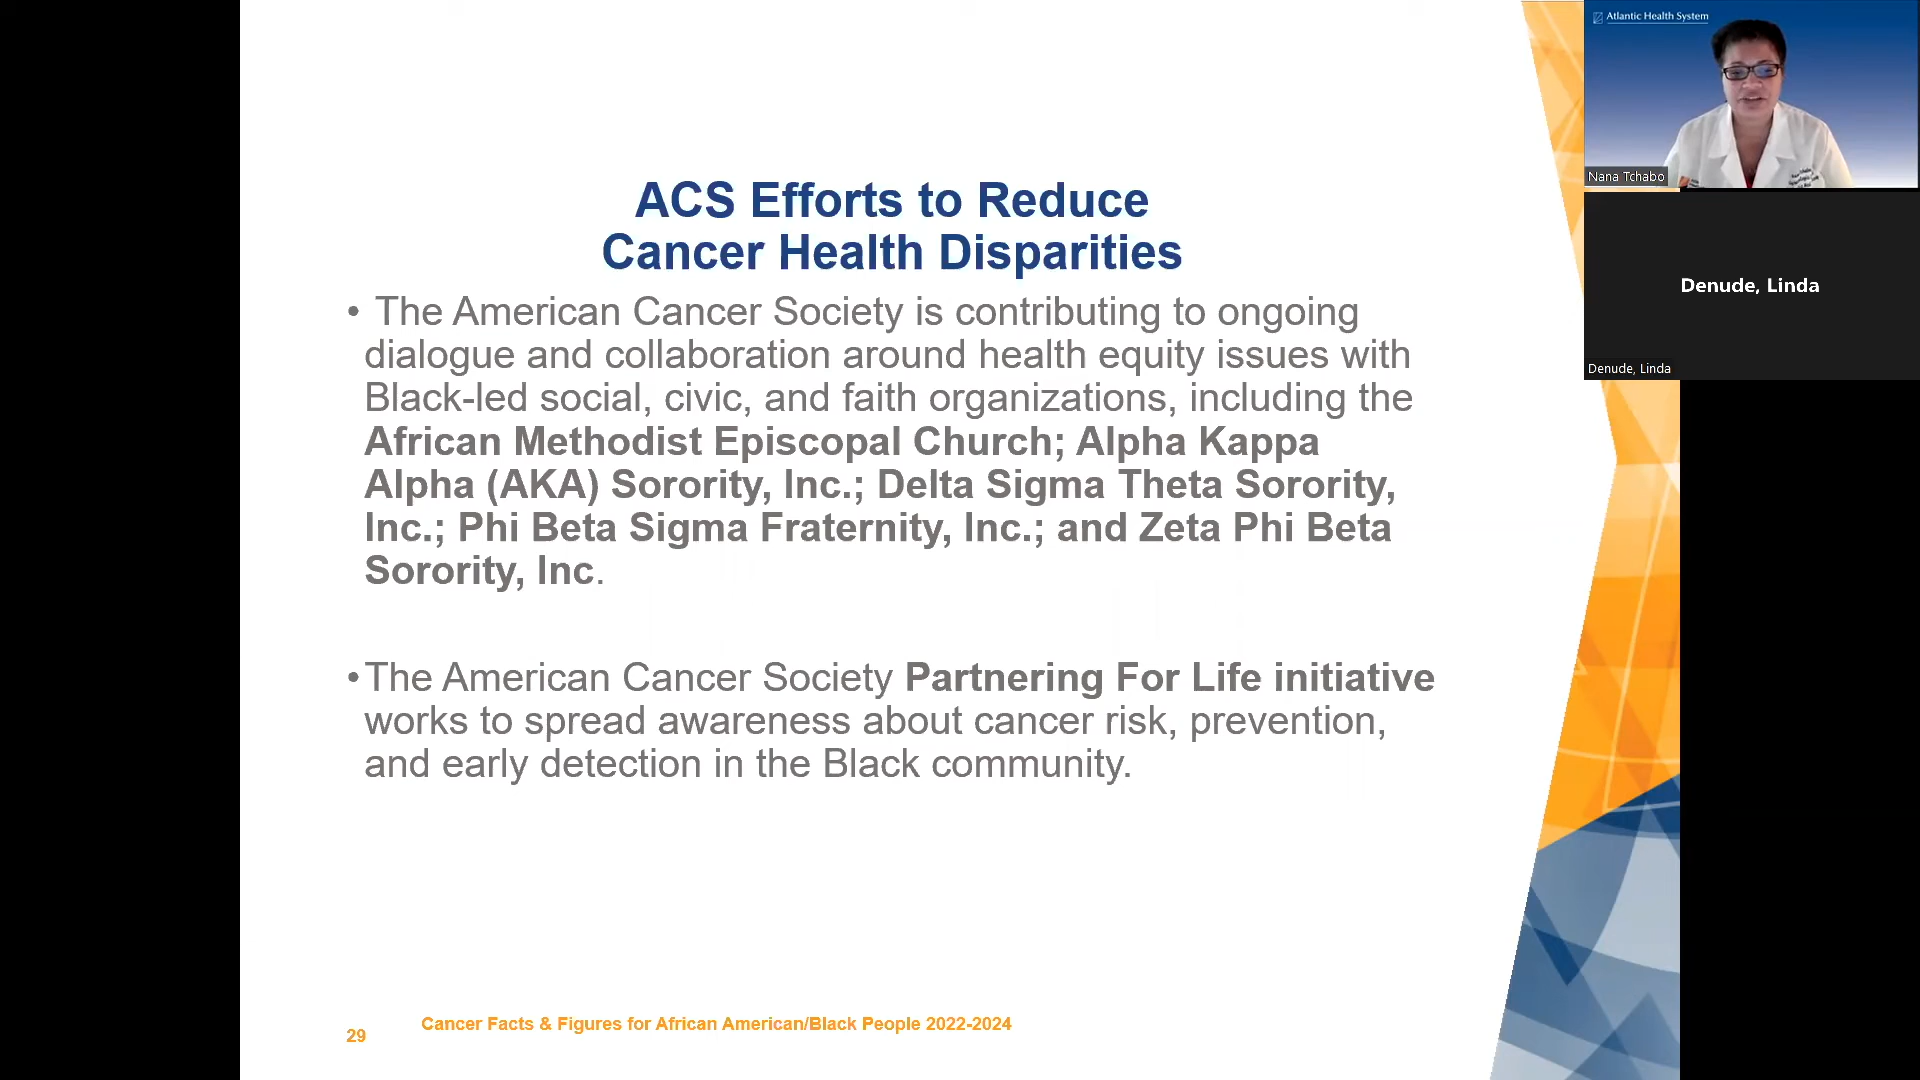 ACS Efforts to Reduce
Cancer Health Disparities
• The American Cancer Society is contributing to ongoing
dialogue and collaboration around health equity issues with
Black-led social, civic, and faith organizations, including the
African Methodist Episcopal Church; Alpha Kappa
Alpha (AKA) Sorority, Inc.; Delta Sigma Theta Sorority,
Inc.; Phi Beta Sigma Fraternity, Inc.; and Zeta Phi Beta
Sorority, Inc.
•The American Cancer Society Partnering For Life initiative
works to spread awareness about cancer risk, prevention,
and early detection in the Black community.
29
Cancer Facts & Figures for African American/Black People 2022-2024
Atlantic Health System
Nana Tchabo
Denude, Linda
Denude, Linda